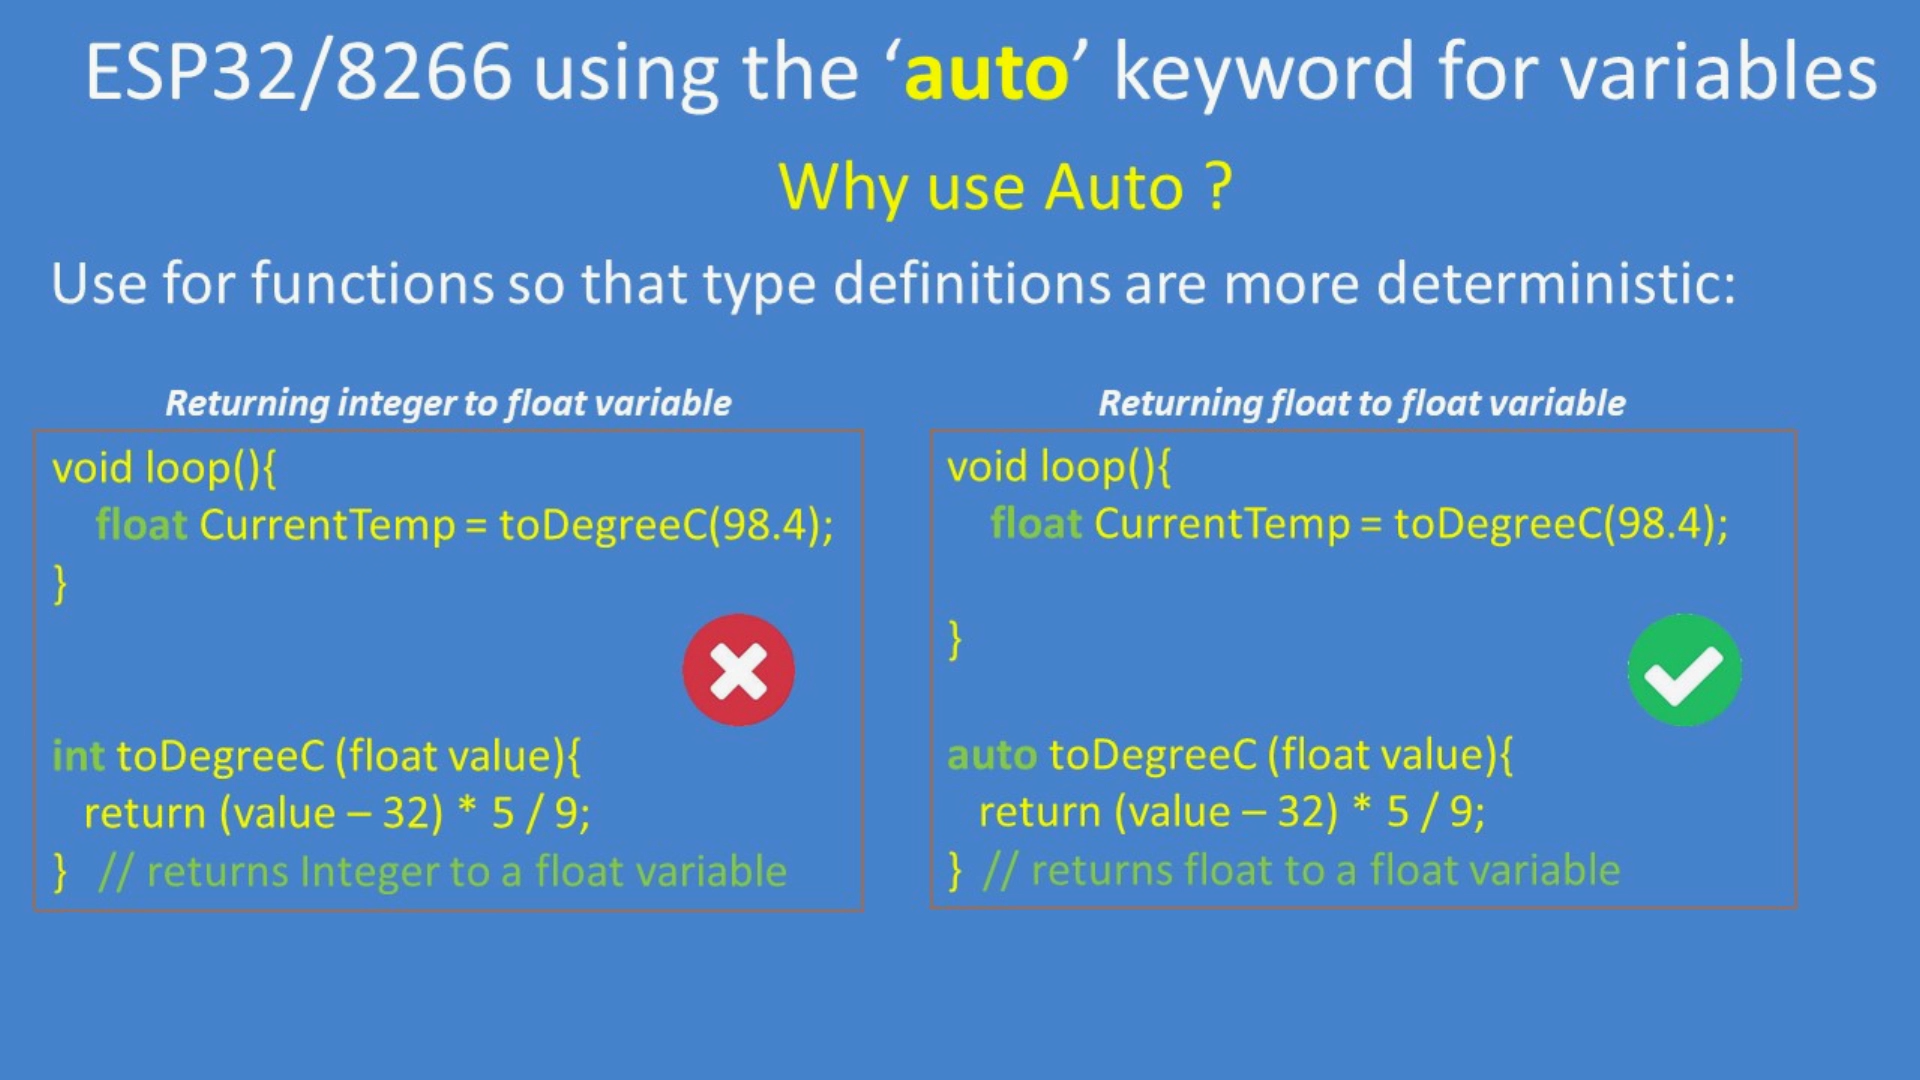 ESP32/8266 using the ‘auto’ keyword for variables
Why use Auto ?
Use for functions so that type definitions are more deterministic:
Returning integer to float variable
void loop(){
float CurrentTemp = toDegreeC(98.4);
}
int toDegreeC (float value){
return (value – 32) * 5 / 9;
} // returns Integer to a float variable
Returning float to float variable
void loop(){
float CurrentTemp = toDegreeC(98.4);
}
auto toDegreeC (float value){
return (value – 32) * 5 / 9;
} // returns float to a float variable